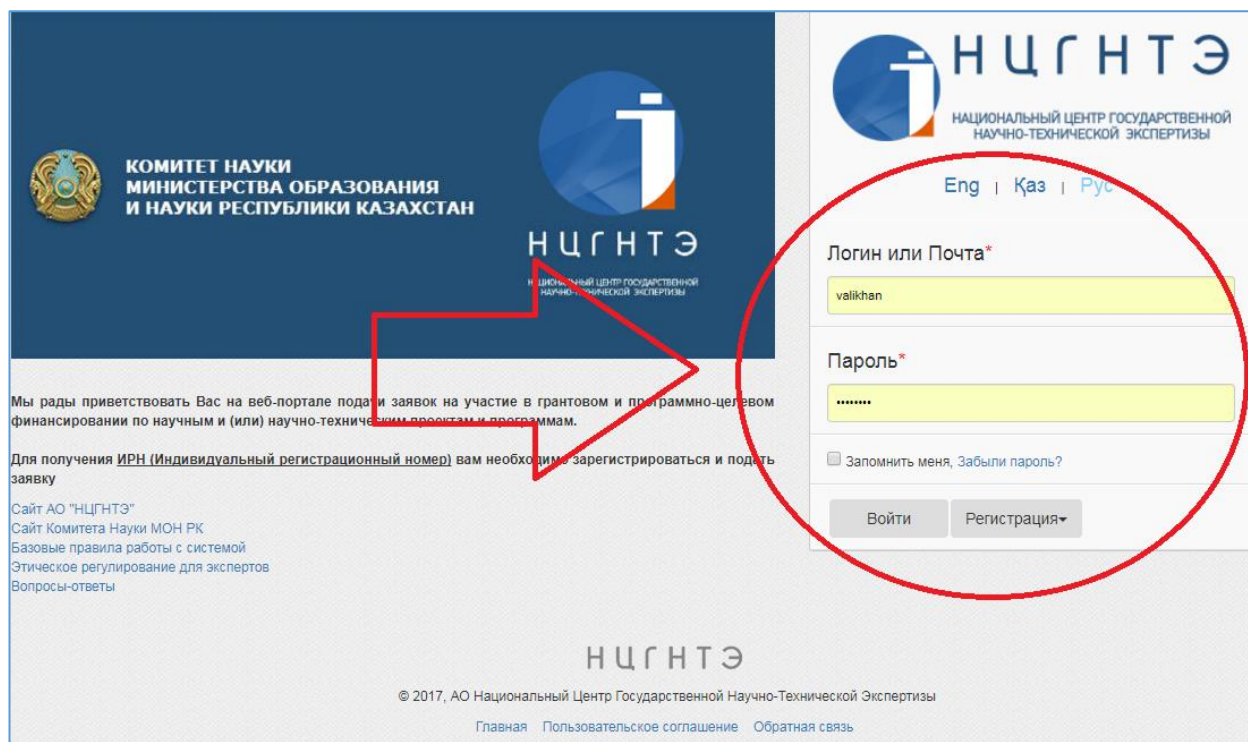 КОМИТЕТ НАУКИ
МИНИСТЕРСТВА ОБРАЗОВАНИЯ
И НАУКИ РЕСПУБЛИКИ КАЗАХСТАН
НЦГНТЭ
НАЦИОНАЛЬНЫЙ ЦЕНТР ГОСУДАРСТВЕННОЙ
НАУЧНО-ТЕХНИЧЕСКОЙ ЭКСПЕРТИЗЫ
Мы рады приветствовать Вас на веб-портале подачи заявок на участие в грантовом и программно-целевом
финансировании по научным и (или) научно-техническим проектам и программам.
Для получения ИРН (Индивидуальный регистрационный номер) вам необходимо зарегистрироваться и подать
заявку
Сайт АО "НЦГНТЭ"
Сайт Комитета Науки МОН РК
Базовые правила работы с системой
Этическое регулирование для экспертов
Вопросы-ответы
НЦГНТЭ
НАЦИОНАЛЬНЫЙ ЦЕНТР ГОСУДАРСТВЕННОЙ
НАУЧНО-ТЕХНИЧЕСКОЙ ЭКСПЕРТИЗЫ
Eng | Қаз | Рус
Логин или Почта*
valikhan
Пароль*
••••••••
Запомнить меня, Забыли пароль?
Войти Регистрация
НЦГНТЭ
© 2017, АО Национальный Центр Государственной Научно-Технической Экспертизы
Главная Пользовательское соглашение Обратная связь